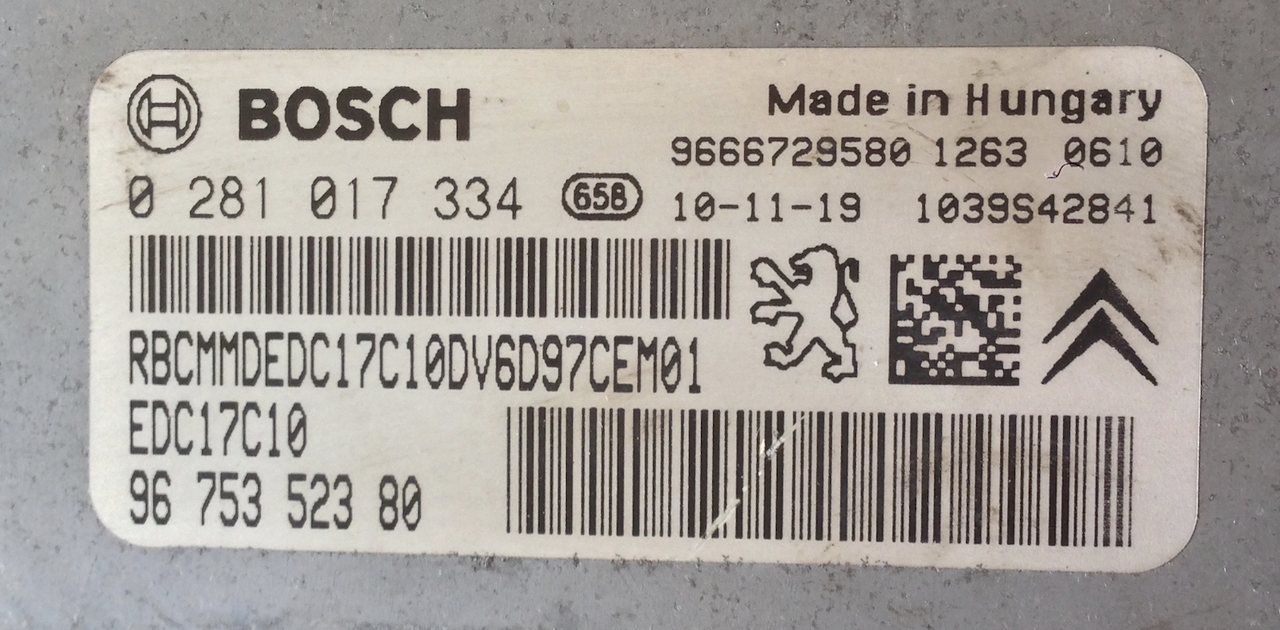 BOSCH
Made in Hungary
9666729580 1263 0610
0 281 017 334 658 10-11-19 1039S42841
RBCMMDEDC17C10DV6D97CEM01
EDC17C10
96 753 523 80